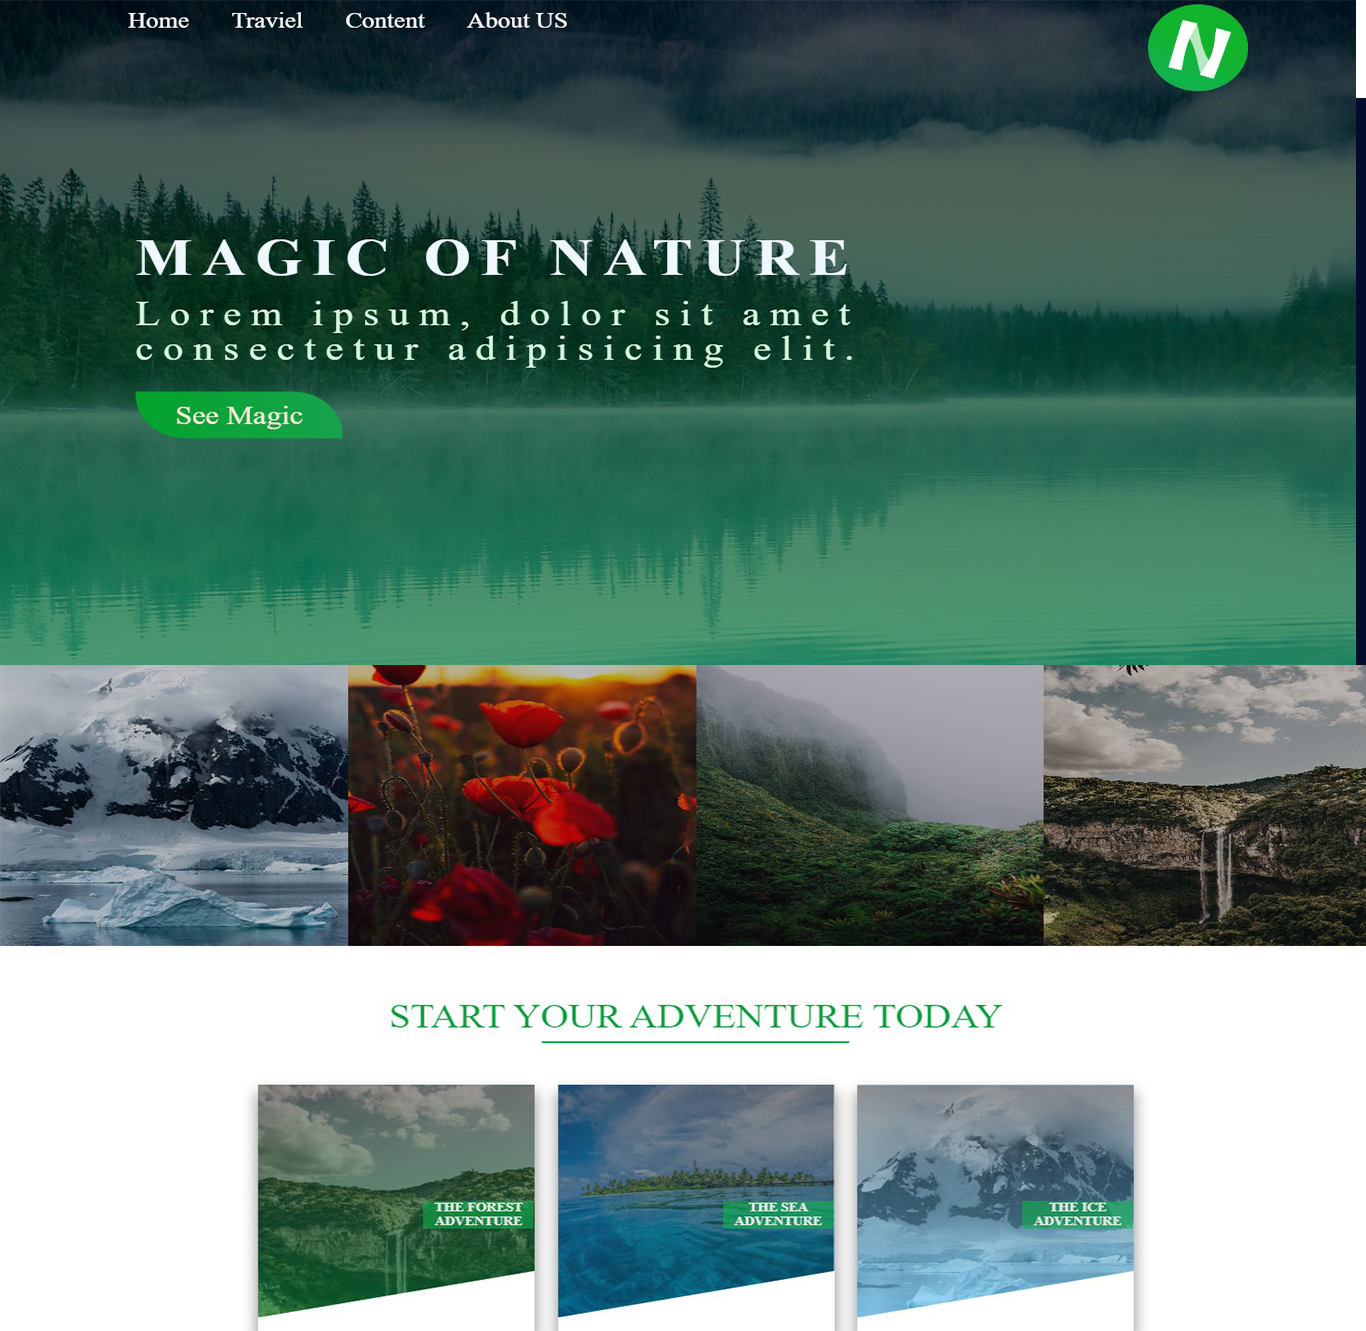 Home Traviel Content About US
N
MAGIC OF NATURE
Lorem ipsum, dolor sit amet
consectetur adipisicing elit.
See Magic
START YOUR ADVENTURE TODAY
THE FOREST
ADVENTURE
THE SEA
ADVENTURE
THE ICE
ADVENTURE